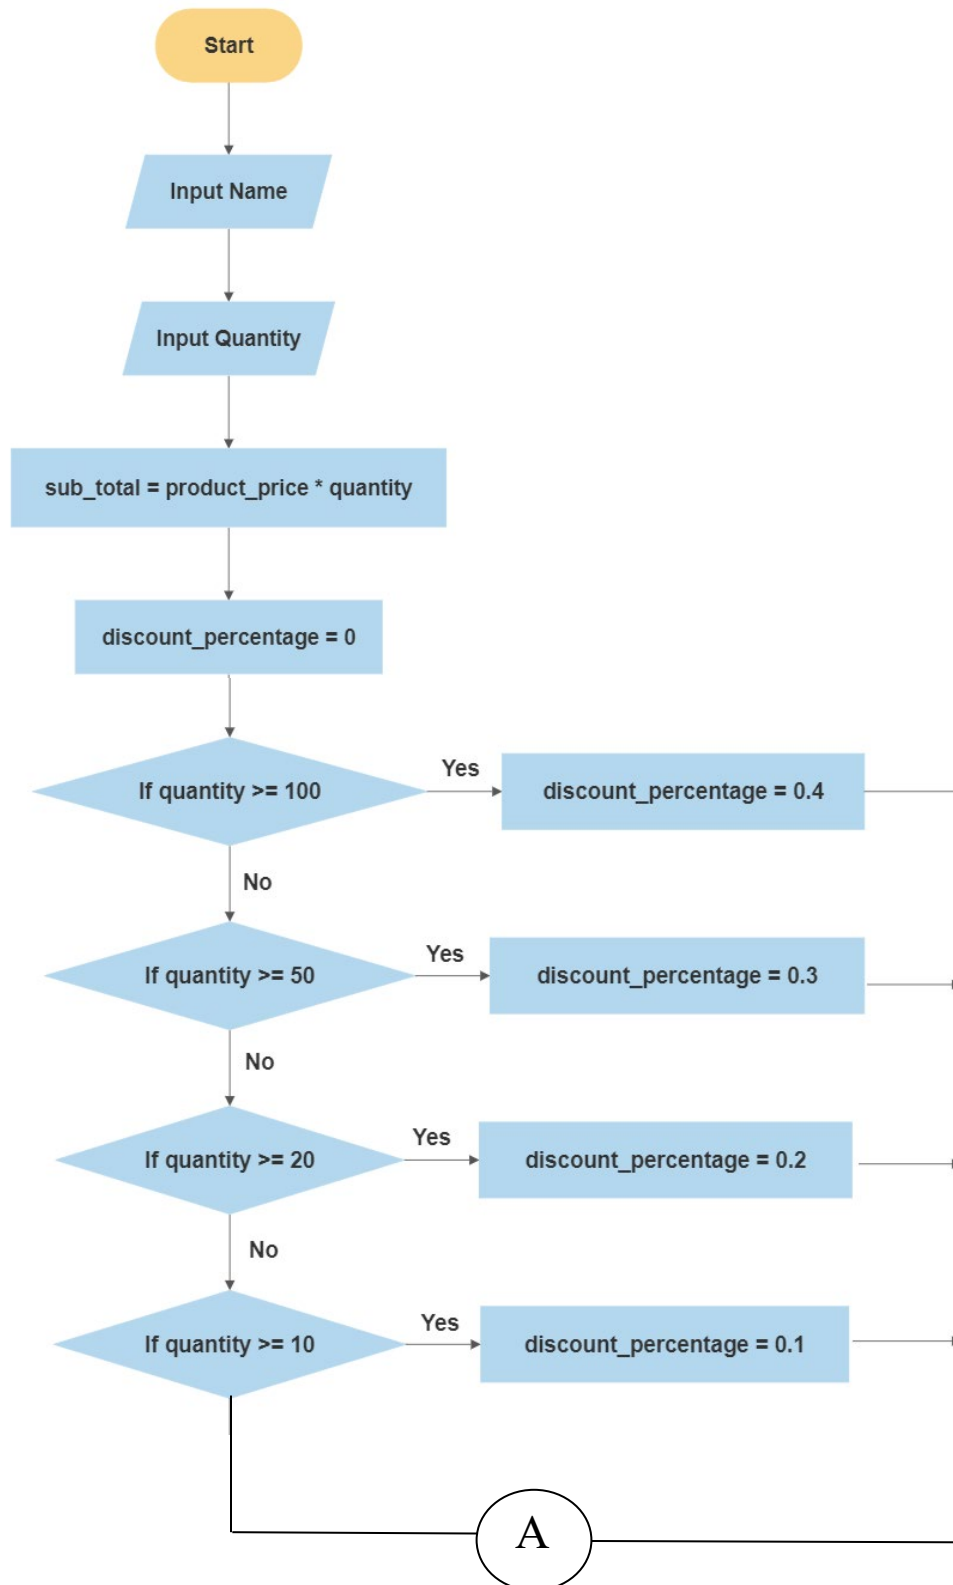 Start
Input Name
Input Quantity
sub_total = product_price * quantity
discount_percentage = 0
If quantity >= 100
Yes
discount_percentage = 0.4
No
If quantity >= 50
Yes
discount_percentage = 0.3
No
If quantity >= 20
Yes
discount_percentage = 0.2
No
If quantity >= 10
Yes
discount_percentage = 0.1
A